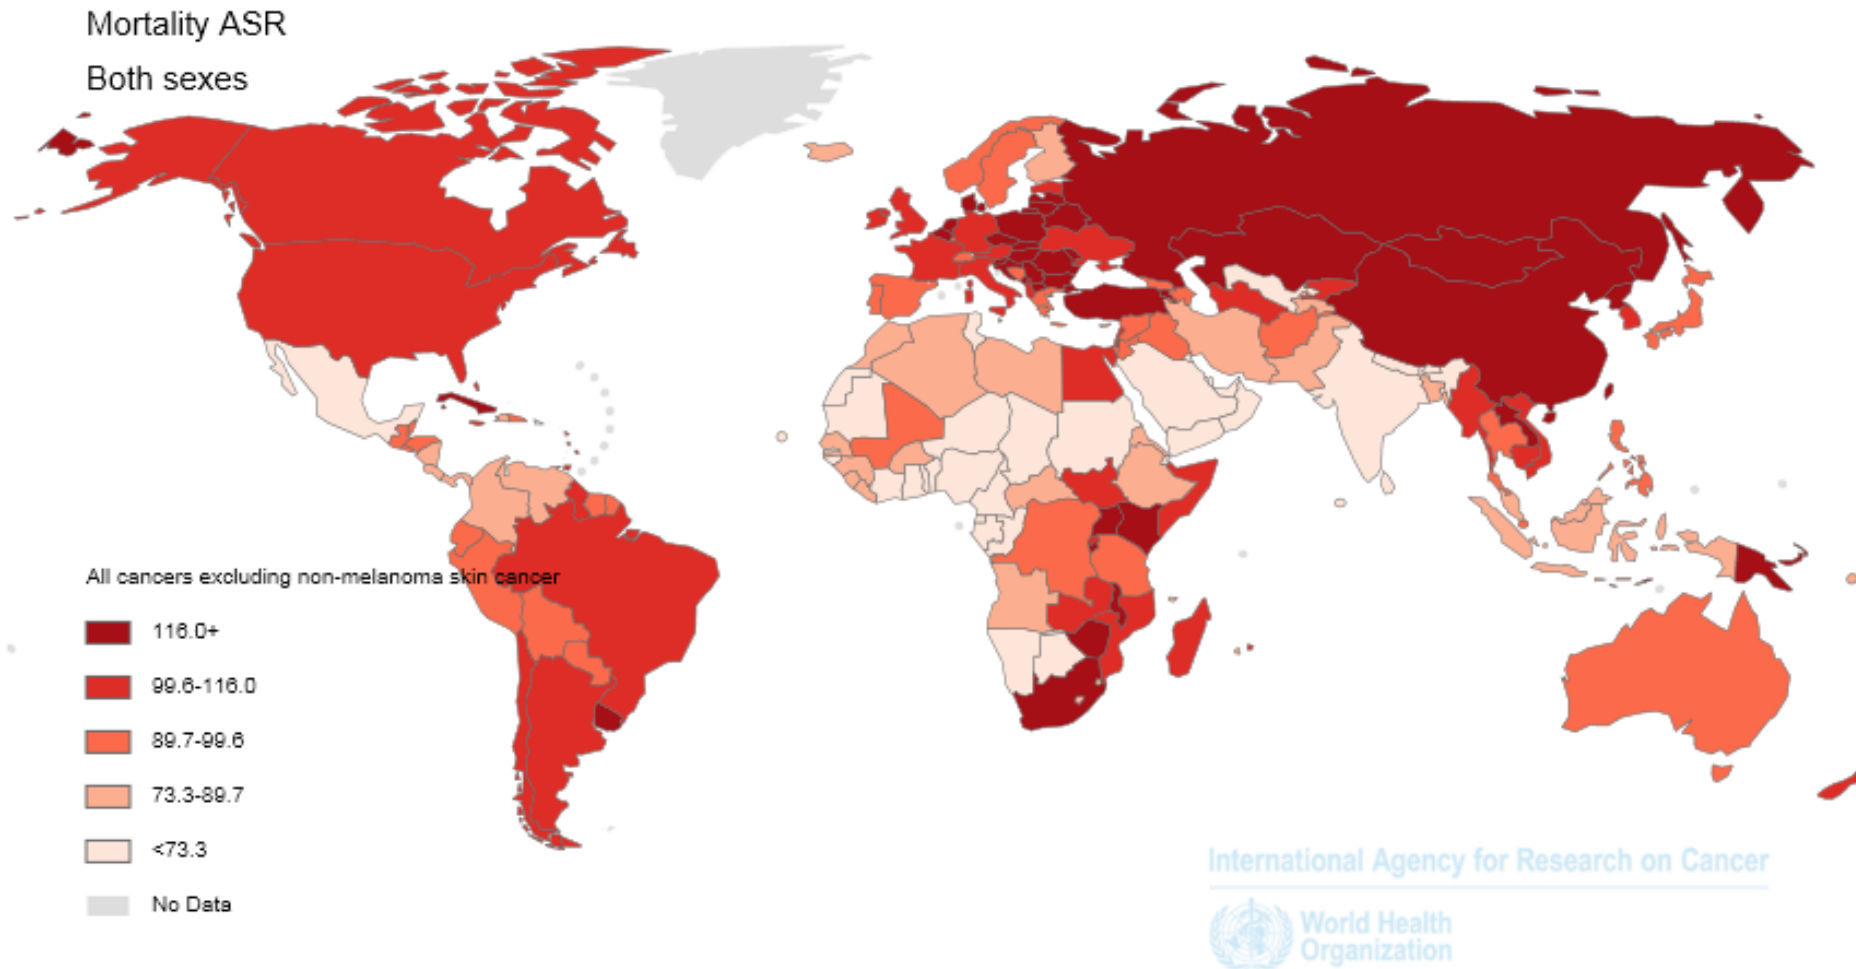 Mortality ASR
Both sexes
All cancers excluding non-melanoma skin cancer
116.0+
99.6-116.0
89.7-99.6
73.3-89.7
<73.3
No Data
International Agency for Research on Cancer
World Health
Organization